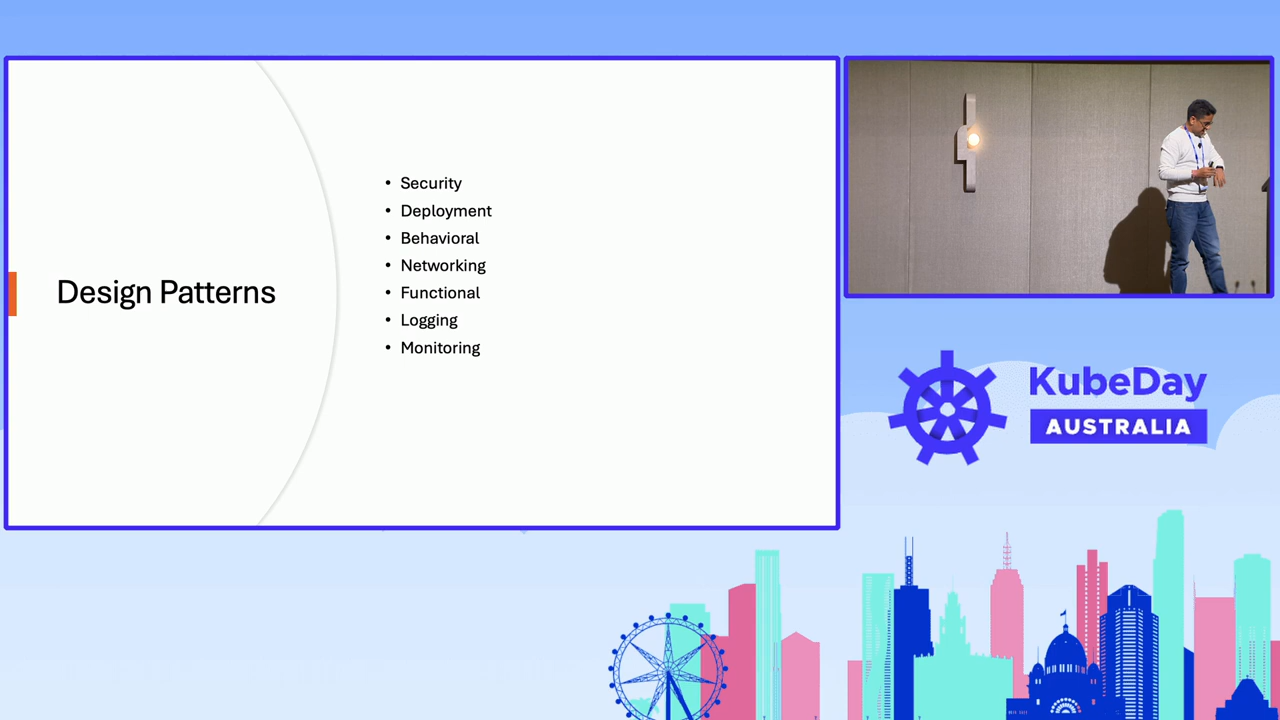 Design Patterns
• Security
• Deployment
• Behavioral
• Networking
• Functional
• Logging
• Monitoring
KubeDay
AUSTRALIA